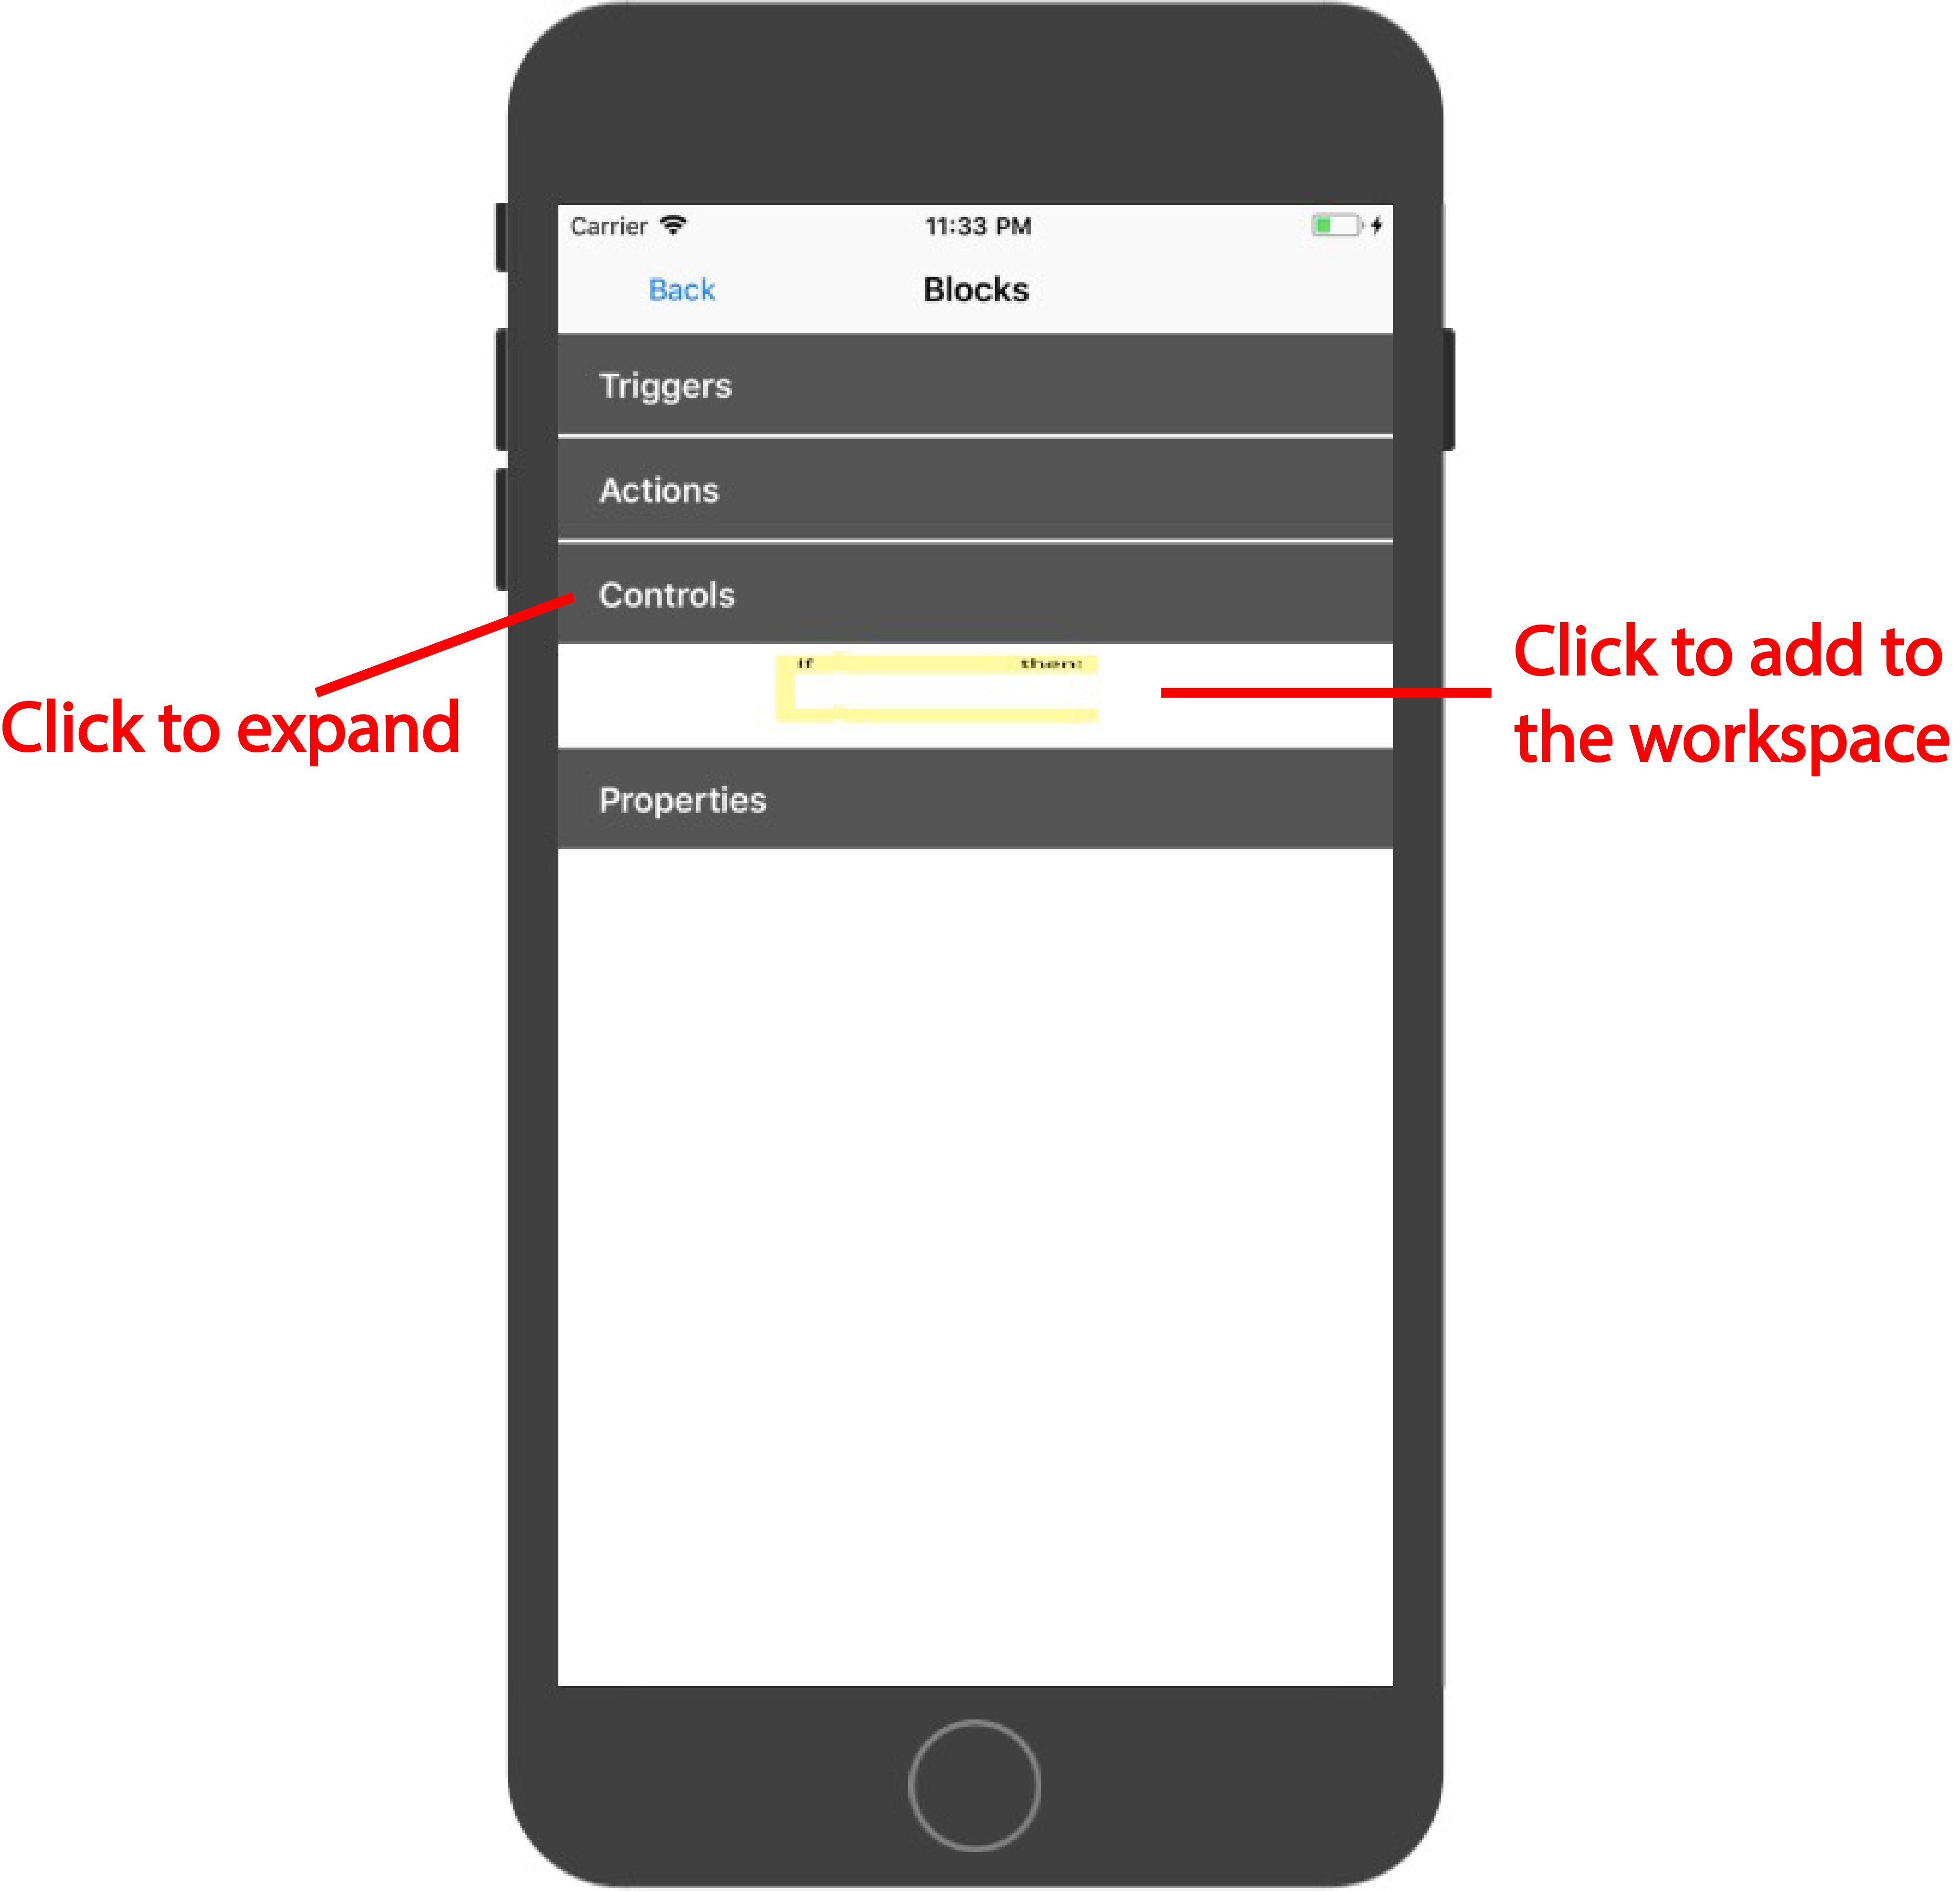 Carrier 11:33 PM
Back Blocks
Triggers
Actions
Controls
if then:
Properties
Click to expand
Click to add to
the workspace